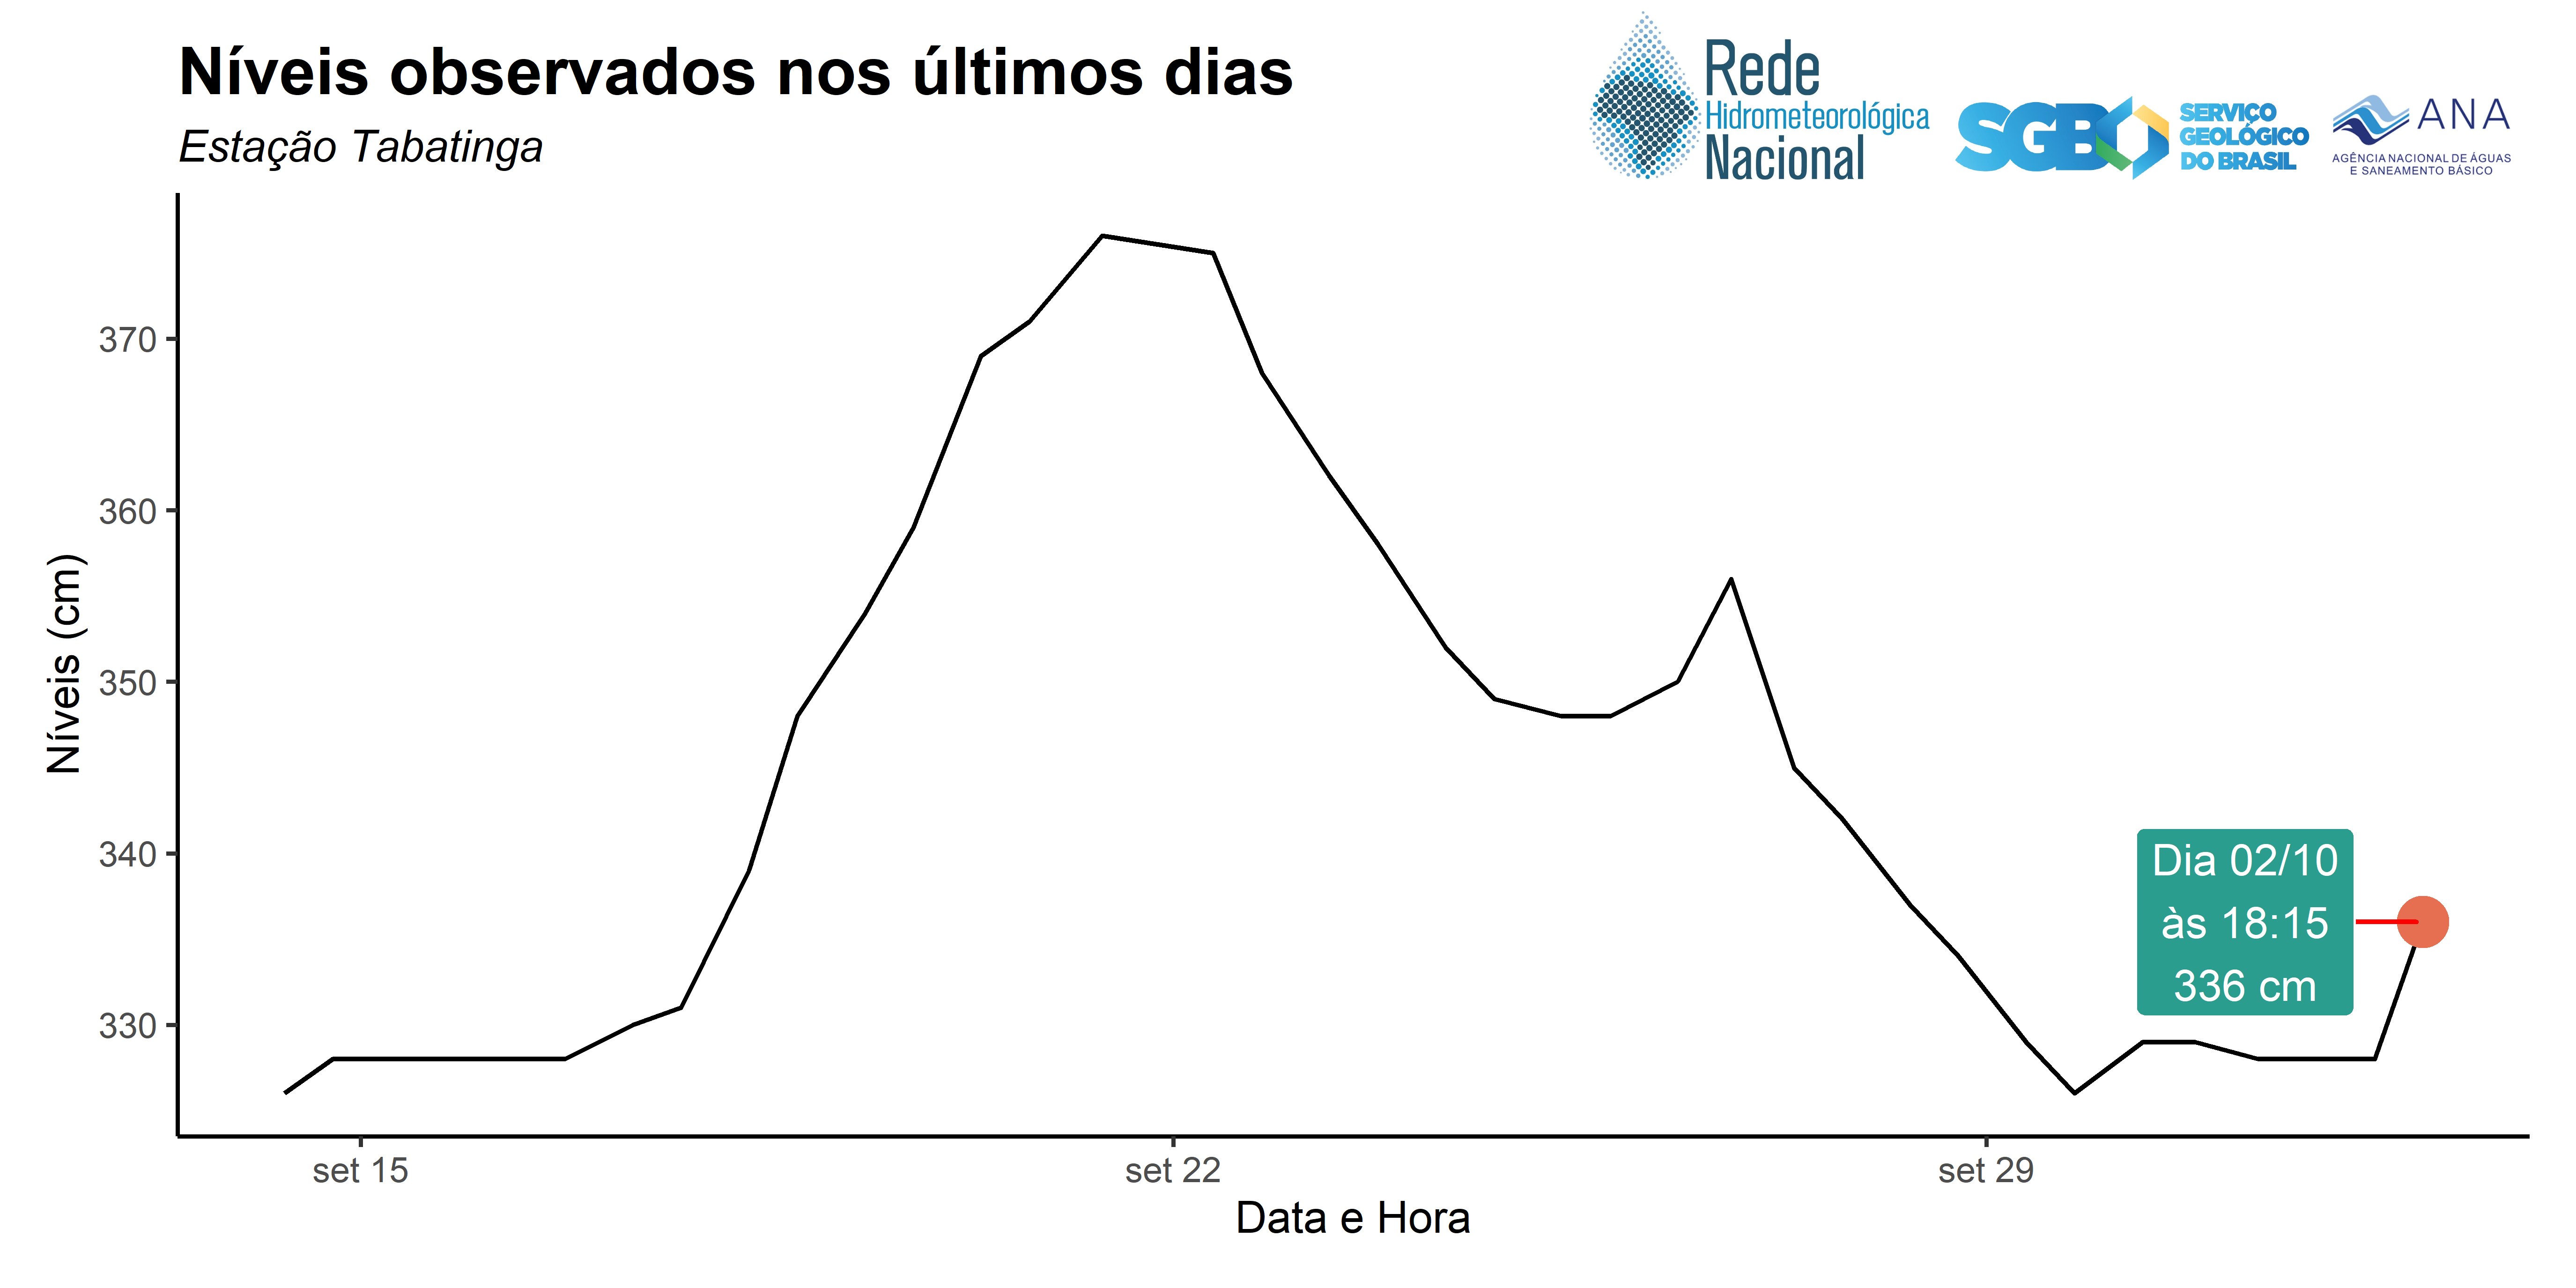 Níveis observados nos últimos dias
Estação Tabatinga
Rede
Hidrometeorológica
Nacional
SGB
SERVIÇO
GEOLÓGICO
DO BRASIL
ANA
AGÊNCIA NACIONAL DE ÁGUAS
E SANEAMENTO BÁSICO
Níveis (cm)
370
360
350
340
330
Dia 02/10
às 18:15
336 cm
set 15
set 22
set 29
Data e Hora